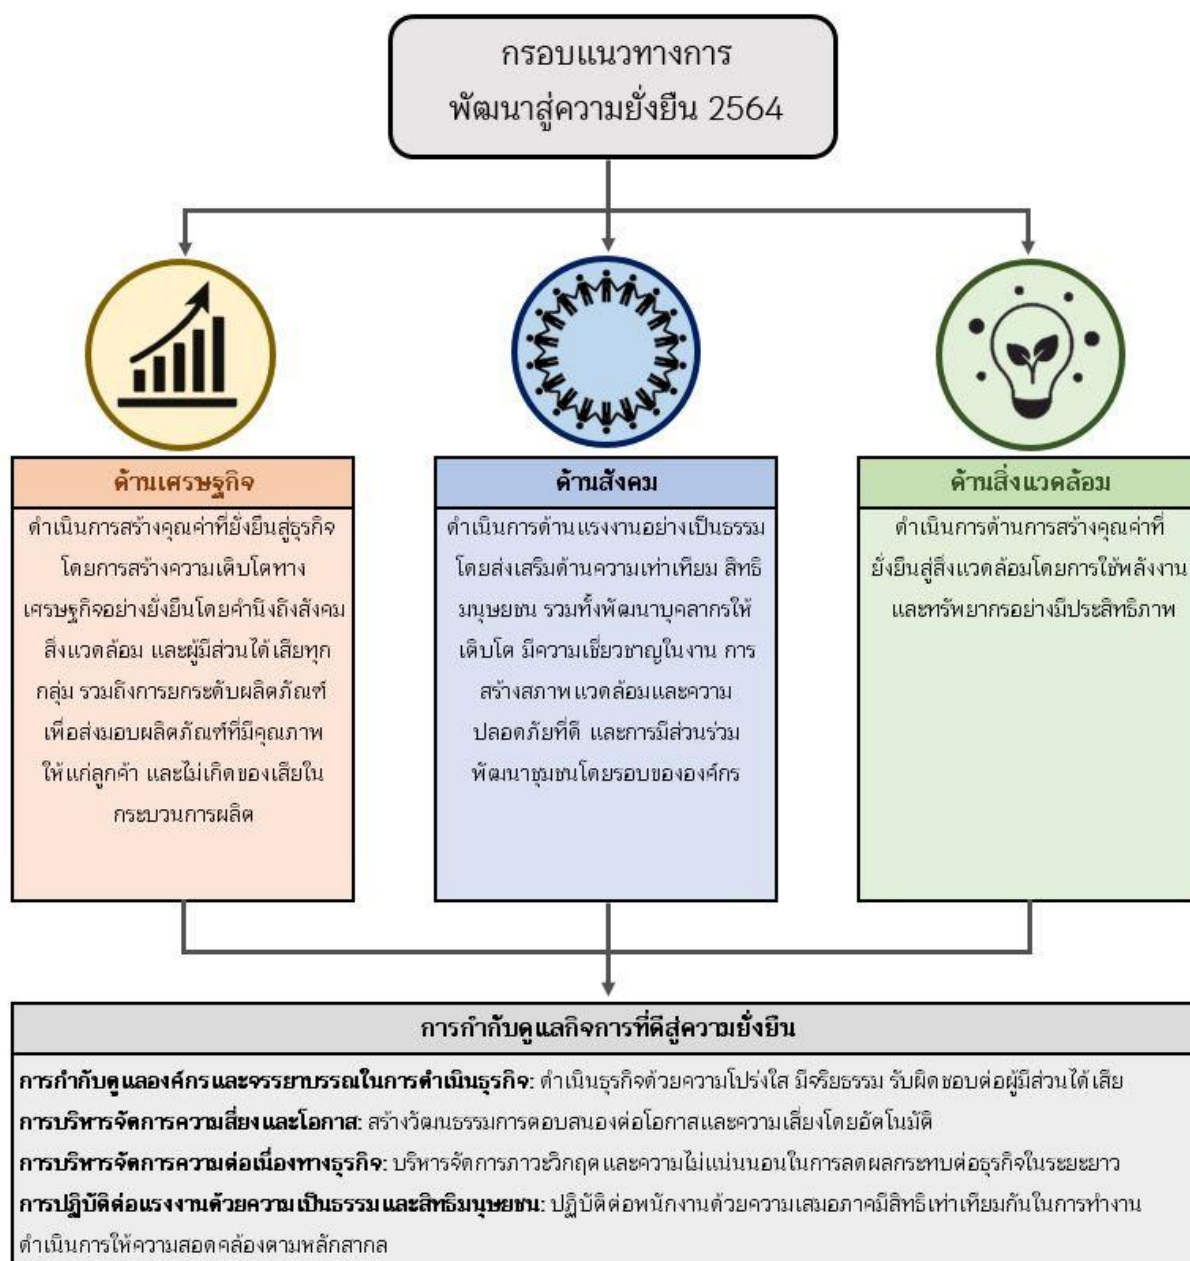 กรอบแนวทางการ
พัฒนาสู่ความยั่งยืน 2564
ด้านเศรษฐกิจ
ดำเนินการสร้างคุณค่าที่ยั่งยืนสู่ธุรกิจ
โดยการสร้างความเติบโตทาง
เศรษฐกิจอย่างยั่งยืนโดยคำนึงถึงสังคม
สิ่งแวดล้อม และผู้มีส่วนได้เสียทุก
กลุ่ม รวมถึงการยกระดับผลิตภัณฑ์
เพื่อส่งมอบผลิตภัณฑ์ที่มีคุณภาพ
ให้แก่ลูกค้า และไม่เกิดของเสียใน
กระบวนการผลิต
ด้านสังคม
ดำเนินการด้านแรงงานอย่างเป็นธรรม
โดยส่งเสริมด้านความเท่าเทียม สิทธิ
มนุษยชน รวมทั้งพัฒนาบุคลากรให้
เติบโต มีความเชี่ยวชาญในงาน การ
สร้างสภาพแวดล้อมและความ
ปลอดภัยที่ดี และการมีส่วนร่วม
พัฒนาชุมชนโดยรอบขององค์กร
ด้านสิ่งแวดล้อม
ดำเนินการด้านการสร้างคุณค่าที่
ยั่งยืนสู่สิ่งแวดล้อมโดยการใช้พลังงาน
และทรัพยากรอย่างมีประสิทธิภาพ
การกำกับดูแลกิจการที่ดีสู่ความยั่งยืน
การกำกับดูแลองค์กรและจรรยาบรรณในการดำเนินธุรกิจ: ดำเนินธุรกิจด้วยความโปร่งใส มีจริยธรรม รับผิดชอบต่อผู้มีส่วนได้เสีย
การบริหารจัดการความเสี่ยงและโอกาส: สร้างวัฒนธรรมการตอบสนองต่อโอกาสและความเสี่ยงโดยอัตโนมัติ
การบริหารจัดการความต่อเนื่องทางธุรกิจ: บริหารจัดการภาวะวิกฤตและความไม่แน่นนอนในการลดผลกระทบต่อธุรกิจในระยะยาว
การปฏิบัติต่อแรงงานด้วยความเป็นธรรมและสิทธิมนุษยชน: ปฏิบัติต่อพนักงานด้วยความเสมอภาคมีสิทธิเท่าเทียมกันในการทำงาน
ดำเนินการให้ความสอดคล้องตามหลักสากล